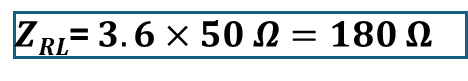 Z_RL = 3.6 × 50 Ω = 180 Ω